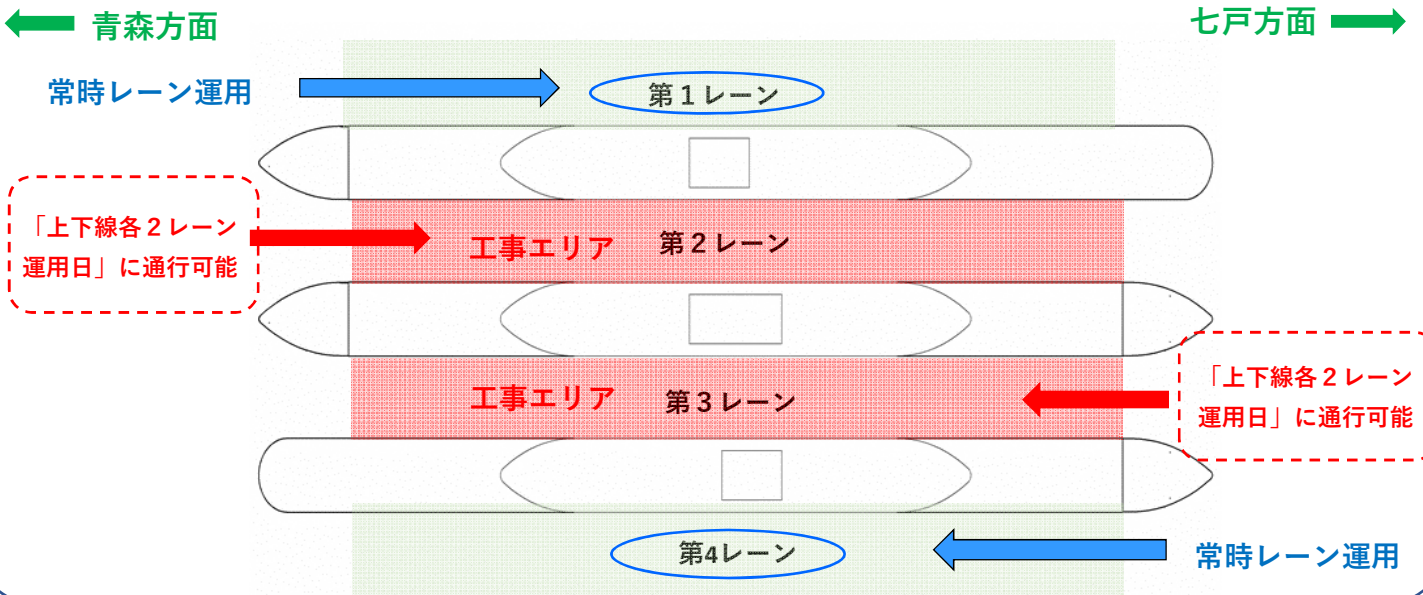 青森方面
七戸方面
常時レーン運用
第１レーン
「上下線各２レーン
運用日」に通行可能
工事エリア
第２レーン
工事エリア
第３レーン
「上下線各２レーン
運用日」に通行可能
第4レーン
常時レーン運用